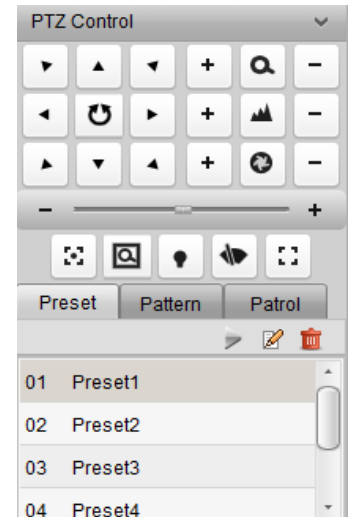 PTZ Control
+ −
+ −
+ −
− +
Preset Pattern Patrol
01 Preset1
02 Preset2
03 Preset3
04 Preset4